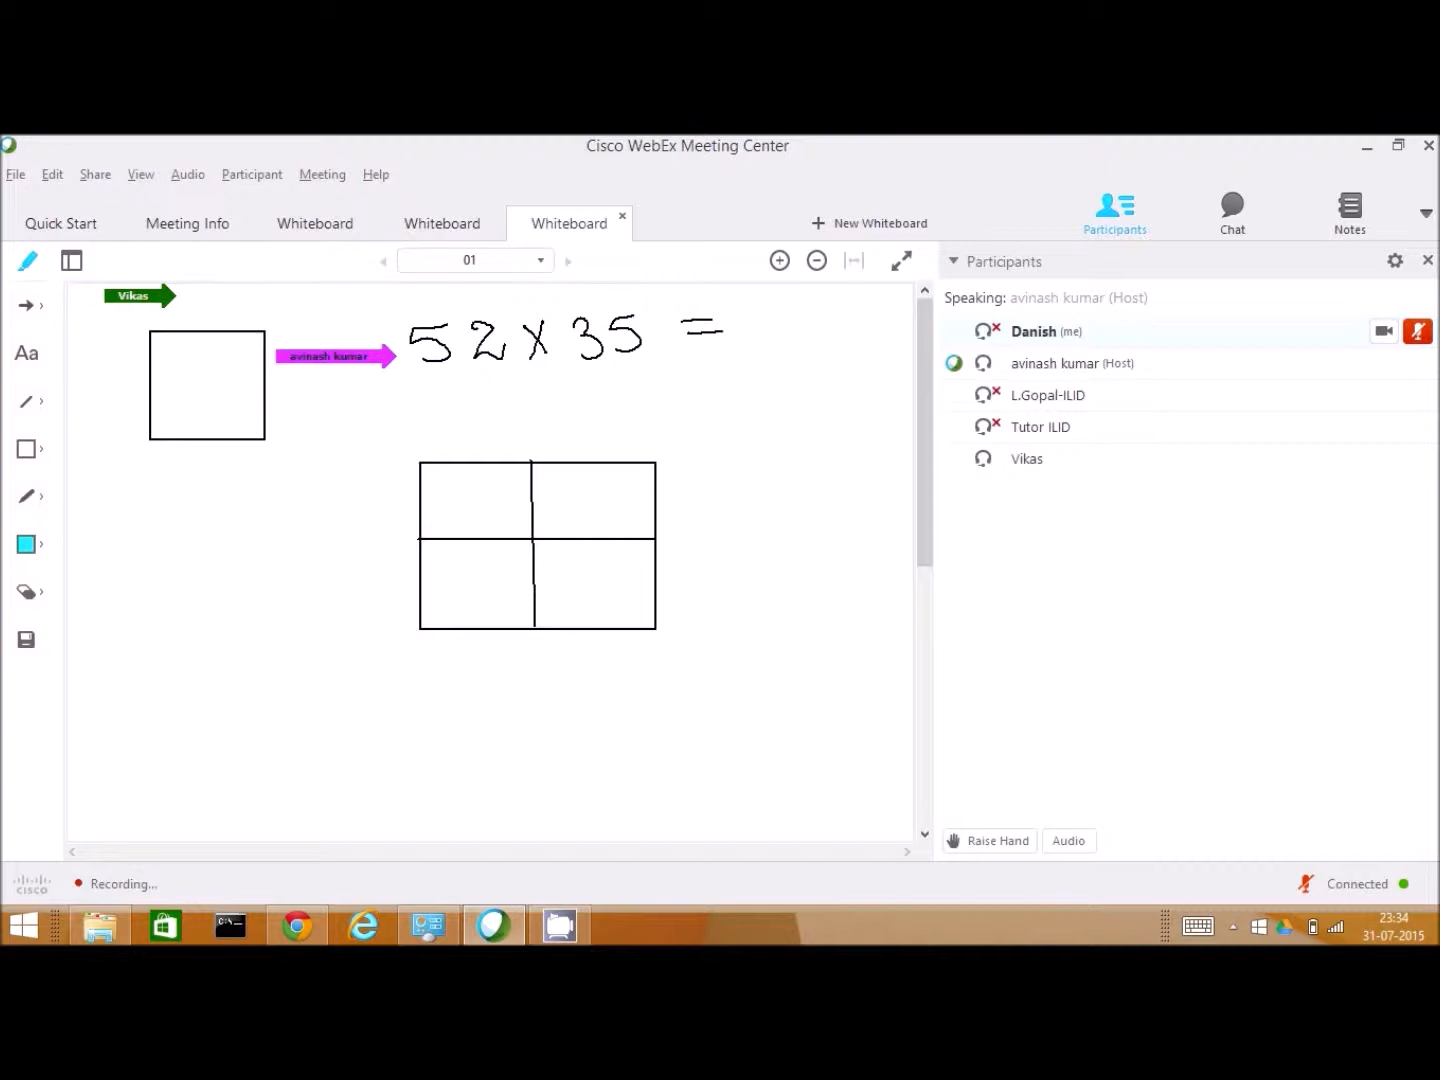 Cisco WebEx Meeting Center
File Edit Share View Audio Participant Meeting Help
Quick Start Meeting Info Whiteboard Whiteboard Whiteboard + New Whiteboard
Participants Chat Notes
01
Participants
Speaking: avinash kumar (Host)
Vikas
52 x 35 =
avinash kumar
Aa
Danish (me)
avinash kumar (Host)
L.Gopal-ILID
Tutor ILID
Vikas
Raise Hand Audio
cisco Recording... Connected
C:\
23:34
31-07-2015